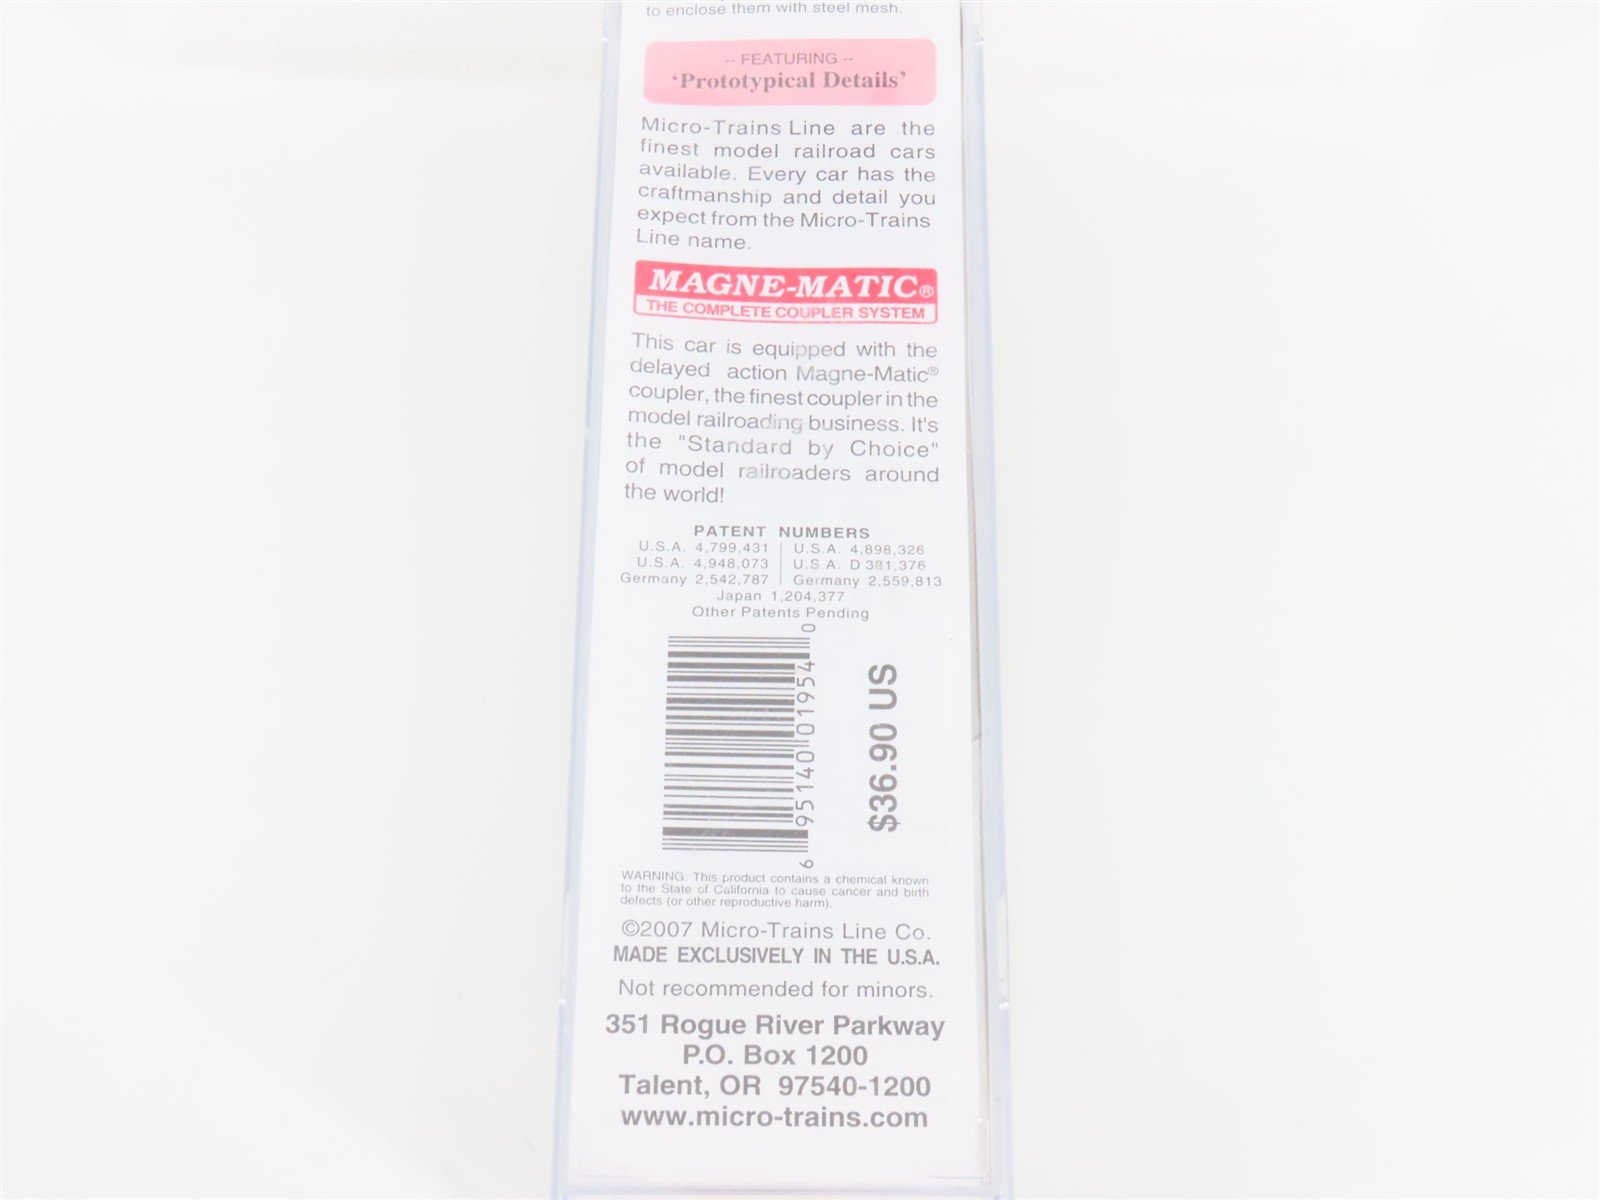 to enclose them with steel mesh.
-- FEATURING --
'Prototypical Details'
Micro-Trains Line are the
finest model railroad cars
available. Every car has the
craftmanship and detail you
expect from the Micro-Trains
Line name.
MAGNE-MATIC®
THE COMPLETE COUPLER SYSTEM
This car is equipped with the
delayed action Magne-Matic®
coupler, the finest coupler in the
model railroading business. It's
the "Standard by Choice"
of model railroaders around
the world!
PATENT NUMBERS
U.S.A. 4,799,431 | U.S.A. 4,898,326
U.S.A. 4,948,073 | U.S.A. D 381,376
Germany 2,542,787 | Germany 2,559,813
Japan 1,204,377
Other Patents Pending
6 95140 01954 0
$36.90 US
WARNING: This product contains a chemical known
to the State of California to cause cancer and birth
defects (or other reproductive harm).
©2007 Micro-Trains Line Co.
MADE EXCLUSIVELY IN THE U.S.A.
Not recommended for minors.
351 Rogue River Parkway
P.O. Box 1200
Talent, OR 97540-1200
www.micro-trains.com